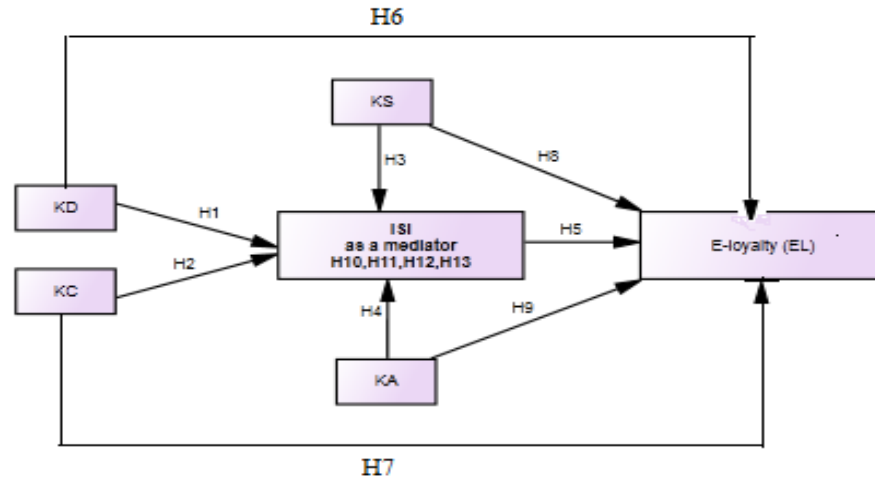 H6
KS
H3
H8
KD
H1
ISI
as a mediator
H10,H11,H12,H13
H5
E-loyalty (EL)
H2
KC
H4
H9
KA
H7